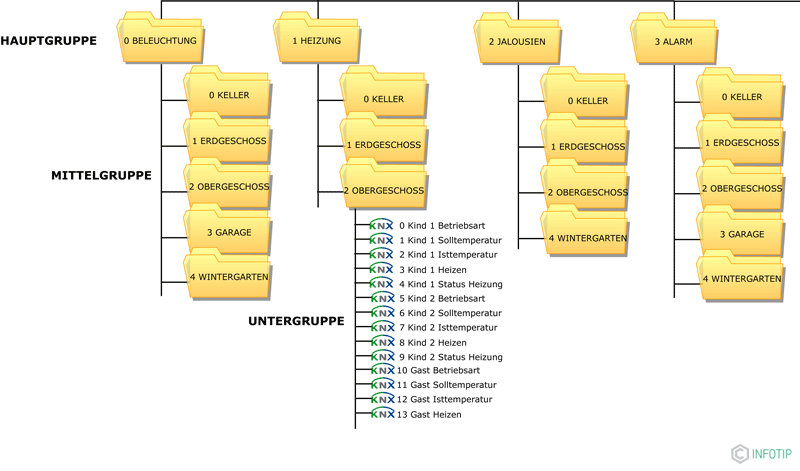 HAUPTGRUPPE
0 BELEUCHTUNG
1 HEIZUNG
2 JALOUSIEN
3 ALARM
MITTELGRUPPE
0 KELLER
1 ERDGESCHOSS
2 OBERGESCHOSS
3 GARAGE
4 WINTERGARTEN
0 KELLER
1 ERDGESCHOSS
2 OBERGESCHOSS
0 KELLER
1 ERDGESCHOSS
2 OBERGESCHOSS
4 WINTERGARTEN
0 KELLER
1 ERDGESCHOSS
2 OBERGESCHOSS
3 GARAGE
4 WINTERGARTEN
UNTERGRUPPE
KNX 0 Kind 1 Betriebsart
KNX 1 Kind 1 Solltemperatur
KNX 2 Kind 1 Isttemperatur
KNX 3 Kind 1 Heizen
KNX 4 Kind 1 Status Heizung
KNX 5 Kind 2 Betriebsart
KNX 6 Kind 2 Solltemperatur
KNX 7 Kind 2 Isttemperatur
KNX 8 Kind 2 Heizen
KNX 9 Kind 2 Status Heizung
KNX 10 Gast Betriebsart
KNX 11 Gast Solltemperatur
KNX 12 Gast Isttemperatur
KNX 13 Gast Heizen
© INFOTIP